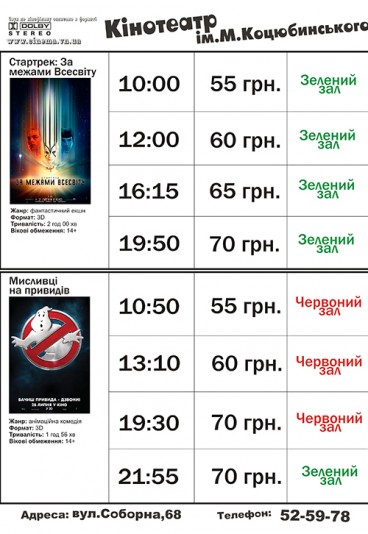 DOLBY
STEREO
www.cinema.vn.ua
Кінотеатр
ім.М.Коцюбинського
Стартрек: За
межами Всесвіту
ЗА МЕЖАМИ ВСЕСВІТУ
Жанр: фантастичний екшн
Формат: 3D
Тривалість: 2 год 00 хв
Вікові обмеження: 14+
10:00 55 грн. Зелений зал
12:00 60 грн. Зелений зал
16:15 65 грн. Зелений зал
19:50 70 грн. Зелений зал
Мисливці
на привидів
БАЧИШ ПРИВИДА - ДЗВОНИ!
Жанр: анімаційна комедія
Формат: 3D
Тривалість: 1 год 56 хв
Вікові обмеження: 14+
10:50 55 грн. Червоний зал
13:10 60 грн. Червоний зал
19:30 70 грн. Червоний зал
21:55 70 грн. Зелений зал
Адреса: вул.Соборна,68 Телефон: 52-59-78